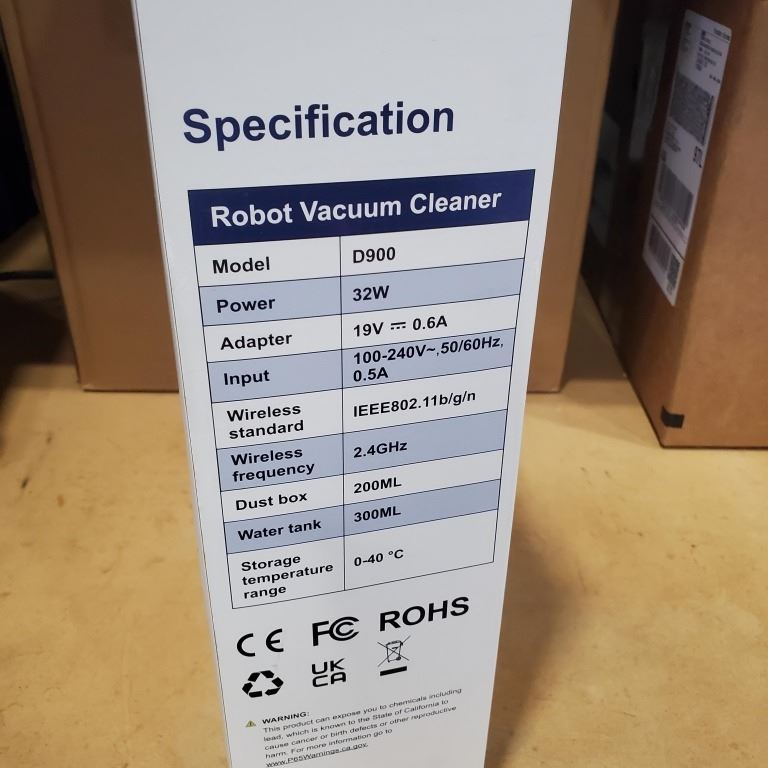 Specification
Robot Vacuum Cleaner
Model D900
Power 32W
Adapter 19V ⎓ 0.6A
Input 100-240V~,50/60Hz,
0.5A
Wireless
standard IEEE802.11b/g/n
Wireless
frequency 2.4GHz
Dust box 200ML
Water tank 300ML
Storage
temperature
range 0-40 °C
CE FC ROHS
UK
CA
WARNING:
This product can expose you to chemicals including
lead, which is known to the State of California to
cause cancer or birth defects or other reproductive
harm. For more information go to
www.P65Warnings.ca.gov.